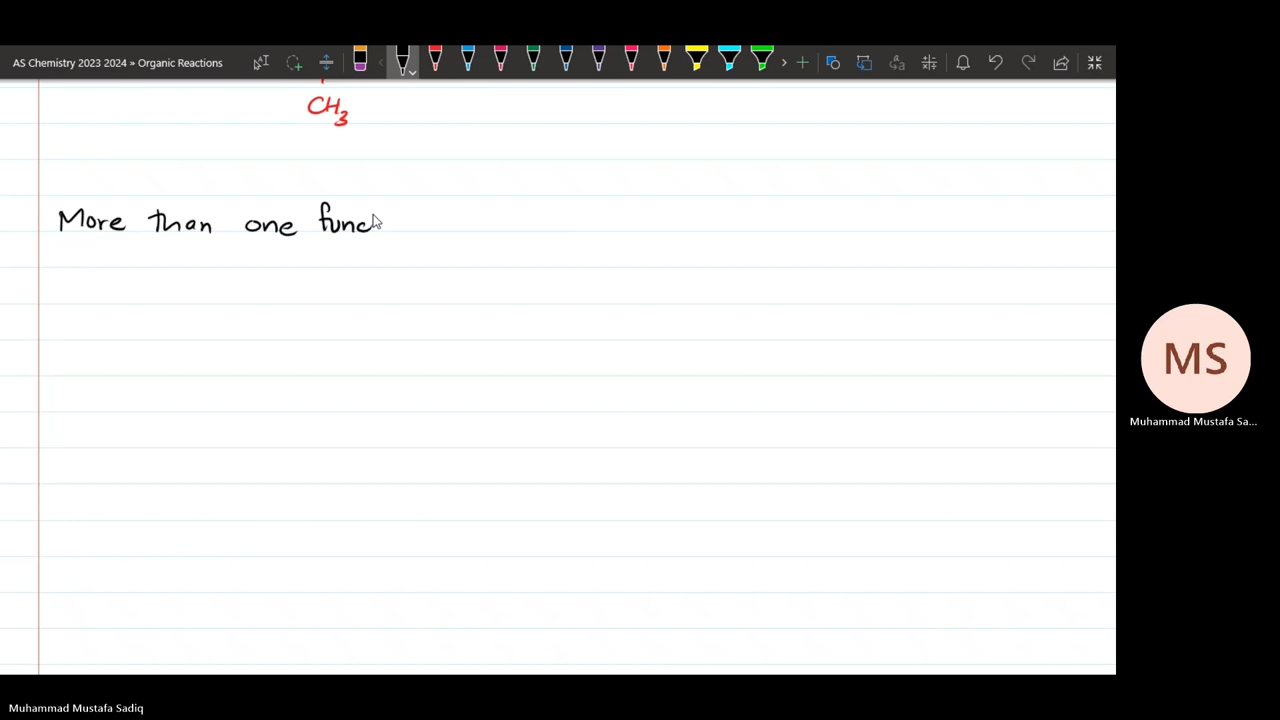 AS Chemistry 2023 2024 » Organic Reactions
CH3
More than one func
MS
Muhammad Mustafa Sa...
Muhammad Mustafa Sadiq